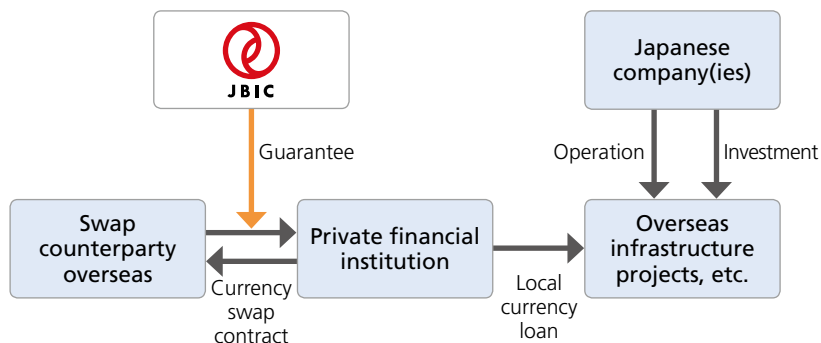 JBIC
Japanese
company(ies)
Guarantee
Operation
Investment
Swap
counterparty
overseas
Private financial
institution
Overseas
infrastructure
projects, etc.
Currency
swap
contract
Local
currency
loan